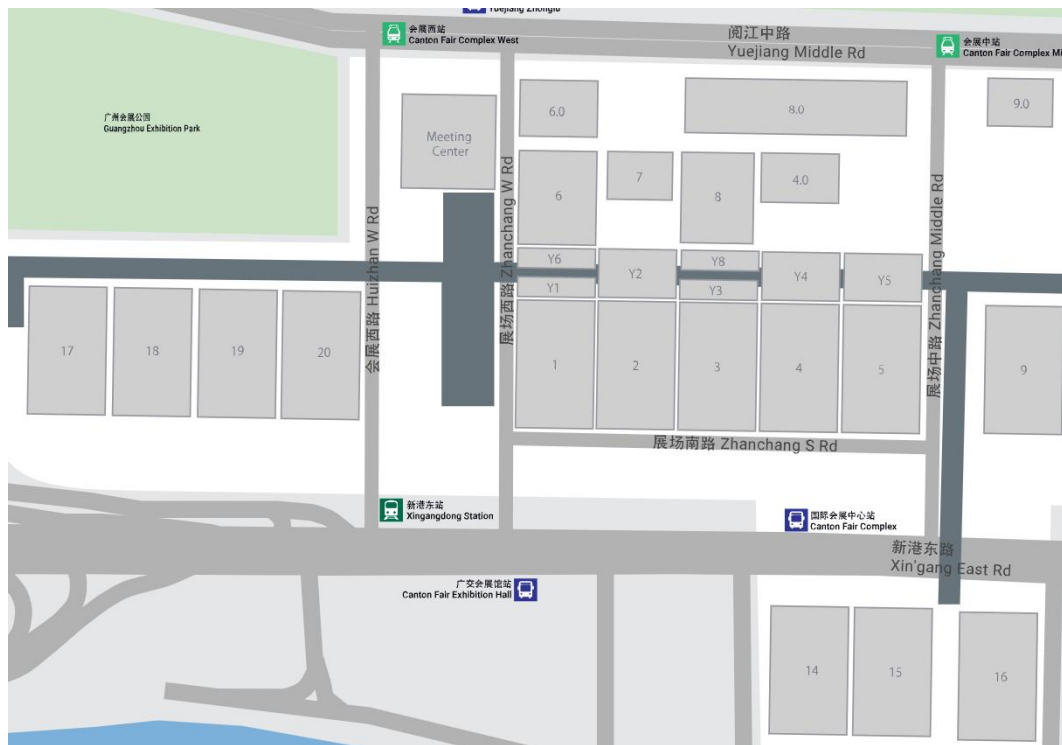 Yuejiang Zhonglu
会展西站
Canton Fair Complex West
阅江中路
Yuejiang Middle Rd
会展中站
Canton Fair Complex Mi
广州会展公园
Guangzhou Exhibition Park
Meeting
Center
6.0
8.0
9.0
6
7
8
4.0
会展西路 Huizhan W Rd
展场西路 Zhanchang W Rd
展场中路 Zhanchang Middle Rd
Y6
Y1
Y2
Y8
Y3
Y4
Y5
17
18
19
20
1
2
3
4
5
9
展场南路 Zhanchang S Rd
新港东站
Xingangdong Station
国际会展中心站
Canton Fair Complex
新港东路
Xin'gang East Rd
广交会展馆站
Canton Fair Exhibition Hall
14
15
16